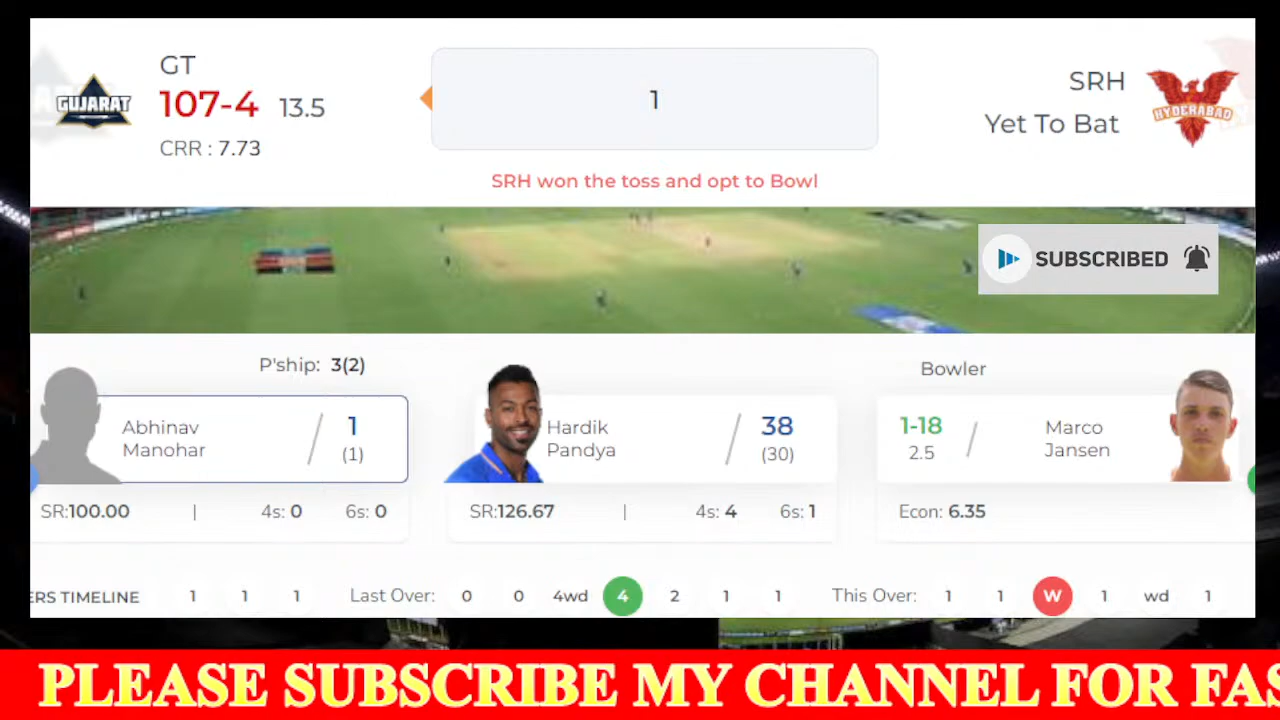 GT
107-4 13.5
CRR : 7.73
GUJARAT
1
SRH won the toss and opt to Bowl
SRH
Yet To Bat
HYDERABAD
SUBSCRIBED
P'ship: 3(2)
Abhinav Manohar
1
(1)
SR:100.00 | 4s: 0 6s: 0
Hardik Pandya
38
(30)
SR:126.67 | 4s: 4 6s: 1
Bowler
1-18
2.5
Marco Jansen
Econ: 6.35
ERS TIMELINE 1 1 1 Last Over: 0 0 4wd 4 2 1 1 This Over: 1 1 W 1 wd 1
PLEASE SUBSCRIBE MY CHANNEL FOR FAS